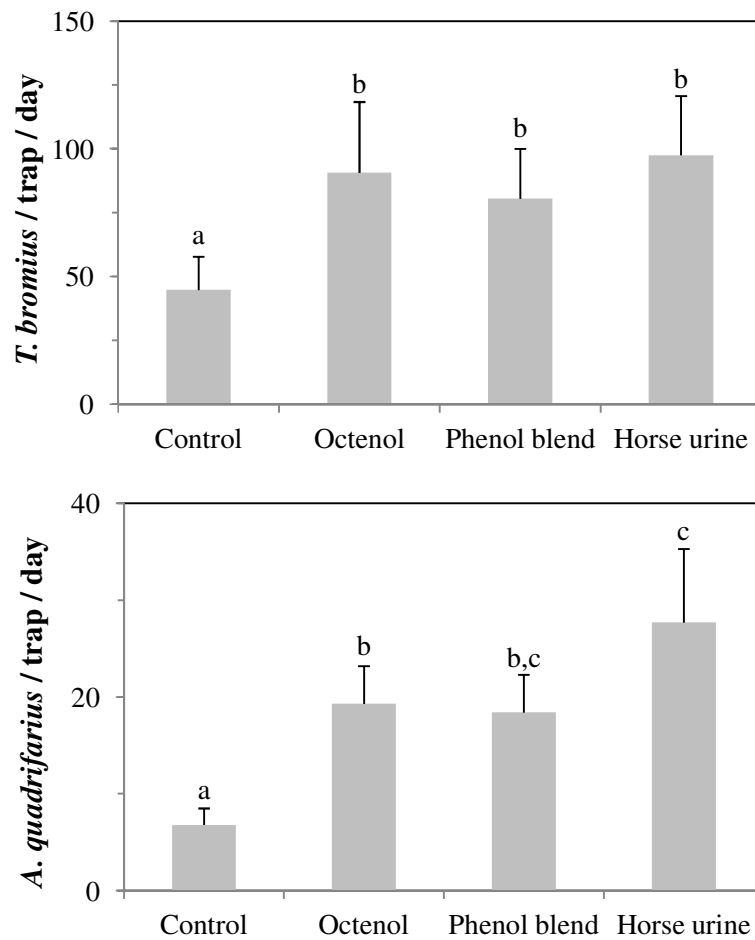 T. bromius / trap / day
150
100
50
0
a
b
b
b
Control Octenol Phenol blend Horse urine
A. quadrifarius / trap / day
40
20
0
a
b
b,c
c
Control Octenol Phenol blend Horse urine